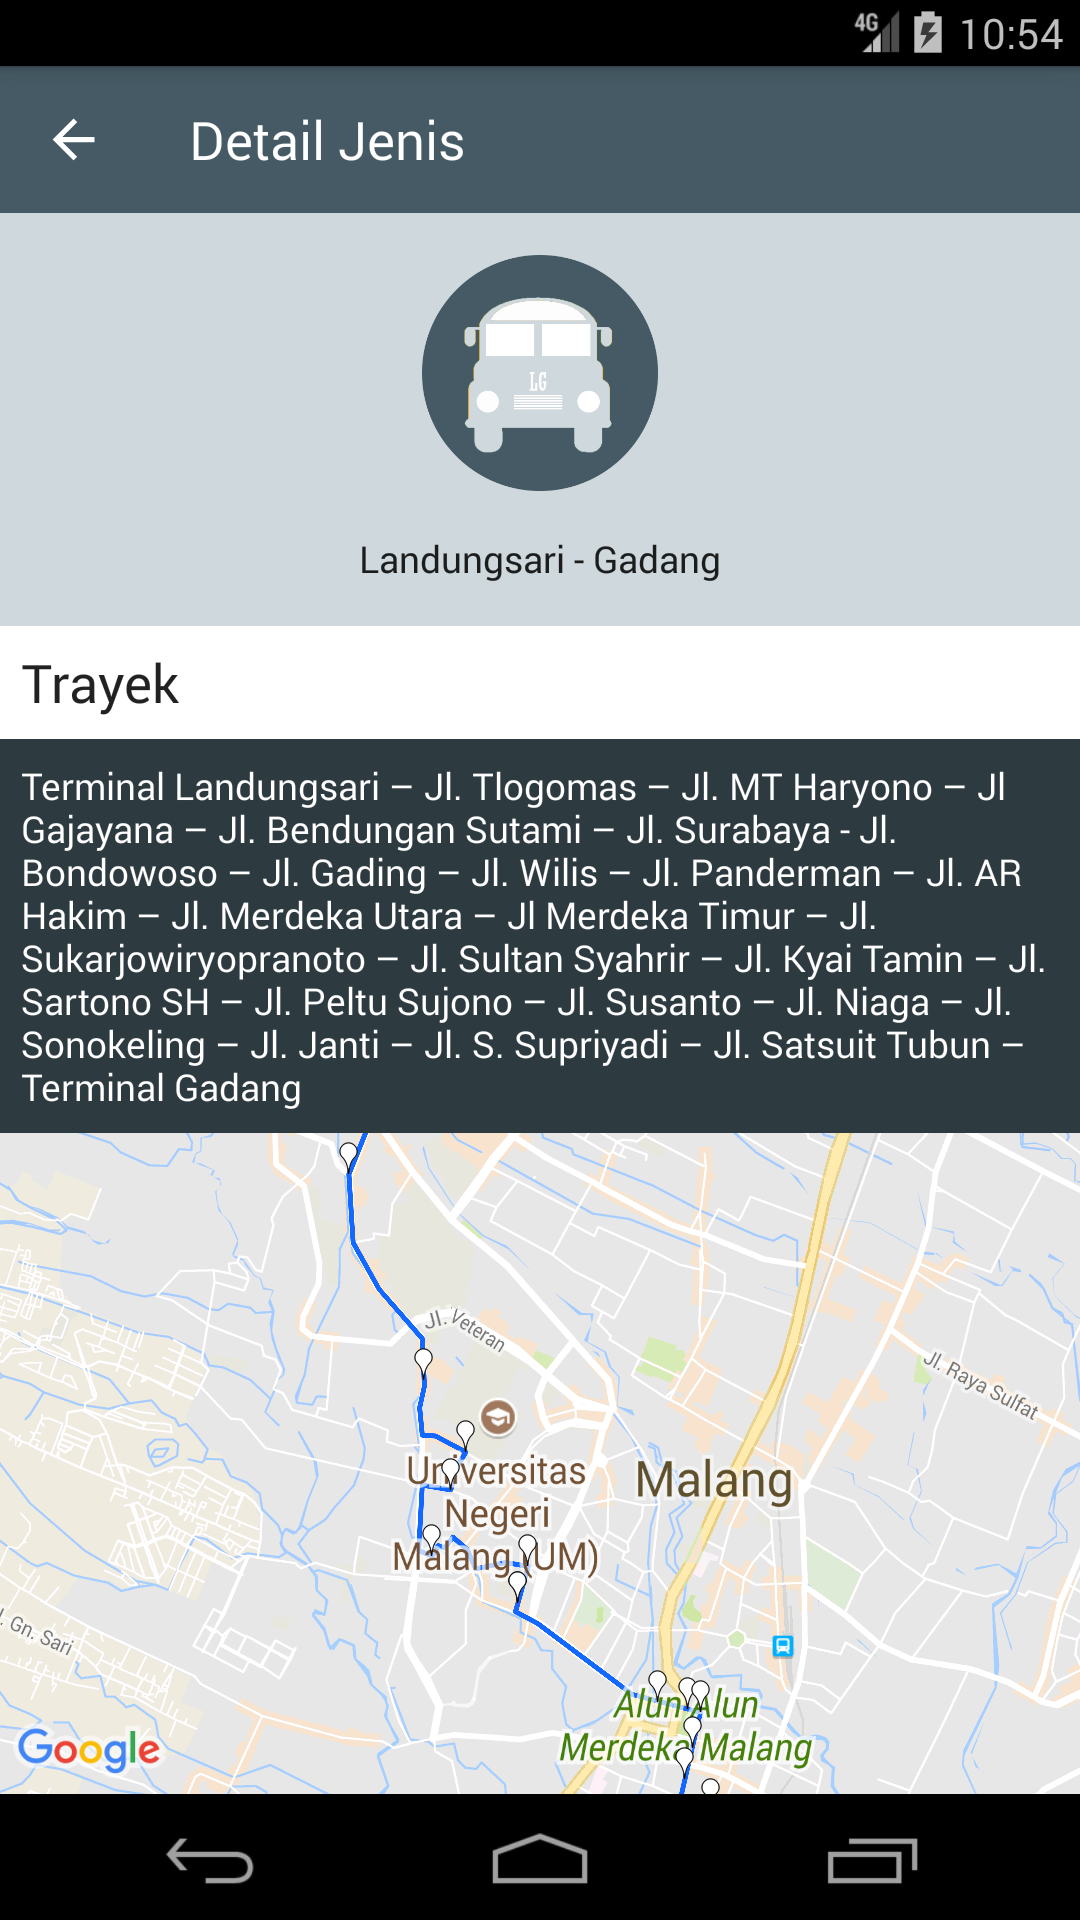 4G 10:54
Detail Jenis
LG
Landungsari - Gadang
Trayek
Terminal Landungsari – Jl. Tlogomas – Jl. MT Haryono – Jl
Gajayana – Jl. Bendungan Sutami – Jl. Surabaya - Jl.
Bondowoso – Jl. Gading – Jl. Wilis – Jl. Panderman – Jl. AR
Hakim – Jl. Merdeka Utara – Jl Merdeka Timur – Jl.
Sukarjowiryopranoto – Jl. Sultan Syahrir – Jl. Kyai Tamin – Jl.
Sartono SH – Jl. Peltu Sujono – Jl. Susanto – Jl. Niaga – Jl.
Sonokeling – Jl. Janti – Jl. S. Supriyadi – Jl. Satsuit Tubun –
Terminal Gadang
Jl. Veteran
Jl. Raya Sulfat
Universitas
Negeri
Malang (UM)
Malang
l. Gn. Sari
Alun Alun
Merdeka Malang
Google